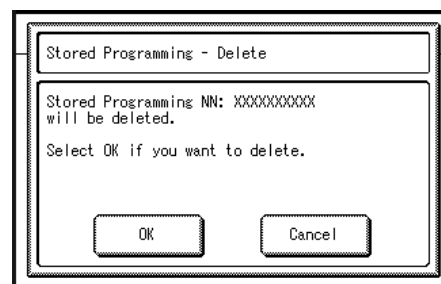 Stored Programming - Delete
Stored Programming NN: XXXXXXXXXX
will be deleted.
Select OK if you want to delete.
OK
Cancel